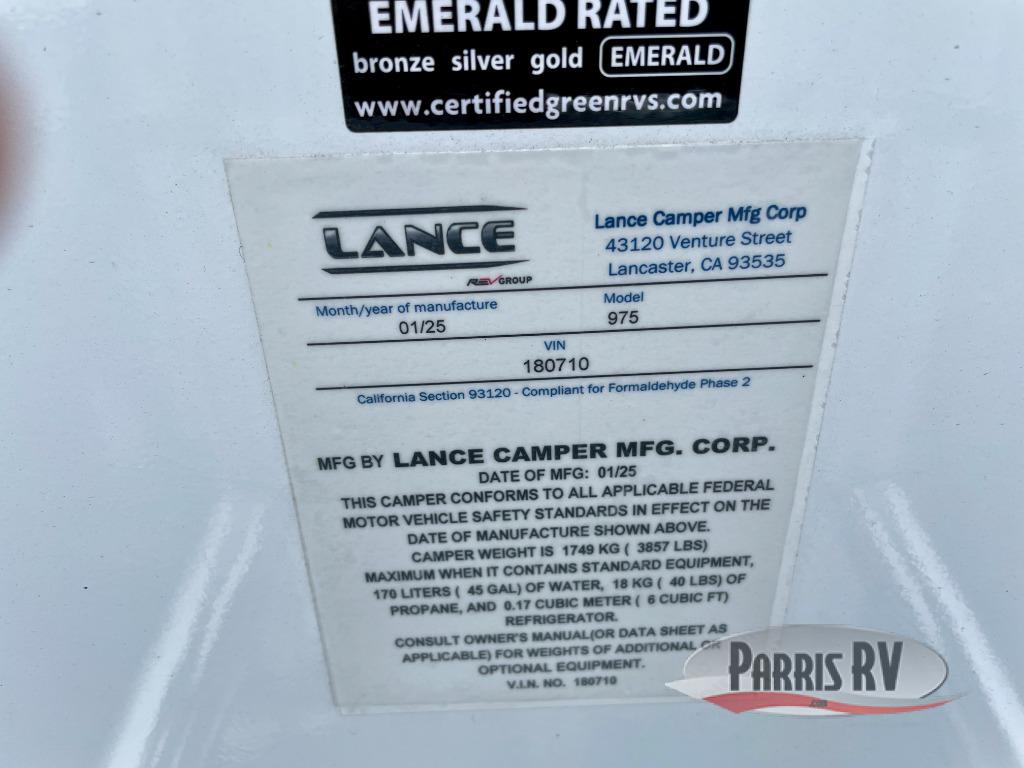 EMERALD RATED
bronze silver gold EMERALD
www.certifiedgreenrvs.com
LANCE
REVGROUP
Lance Camper Mfg Corp
43120 Venture Street
Lancaster, CA 93535
Month/year of manufacture
01/25
Model
975
VIN
180710
California Section 93120 - Compliant for Formaldehyde Phase 2
MFG BY LANCE CAMPER MFG. CORP.
DATE OF MFG: 01/25
THIS CAMPER CONFORMS TO ALL APPLICABLE FEDERAL
MOTOR VEHICLE SAFETY STANDARDS IN EFFECT ON THE
DATE OF MANUFACTURE SHOWN ABOVE.
CAMPER WEIGHT IS 1749 KG ( 3857 LBS)
MAXIMUM WHEN IT CONTAINS STANDARD EQUIPMENT,
170 LITERS ( 45 GAL) OF WATER, 18 KG ( 40 LBS) OF
PROPANE, AND 0.17 CUBIC METER ( 6 CUBIC FT)
REFRIGERATOR.
CONSULT OWNER'S MANUAL(OR DATA SHEET AS
APPLICABLE) FOR WEIGHTS OF ADDITIONAL OR
OPTIONAL EQUIPMENT.
V.I.N. NO. 180710
PARRIS RV
.com